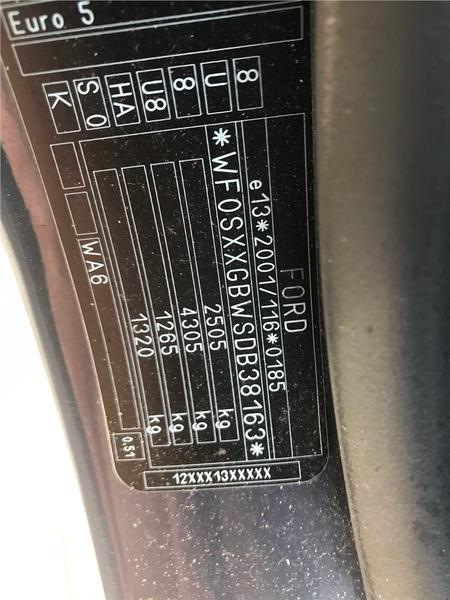 FORD
e13*2001/116*0185
*WF0SXXGBWSDB38163*
2505 kg
4305 kg
1265 kg
1320 kg
WA6
0.51
8
U
8
U8
HA
S O
K
Euro 5
12XXX13XXXXX